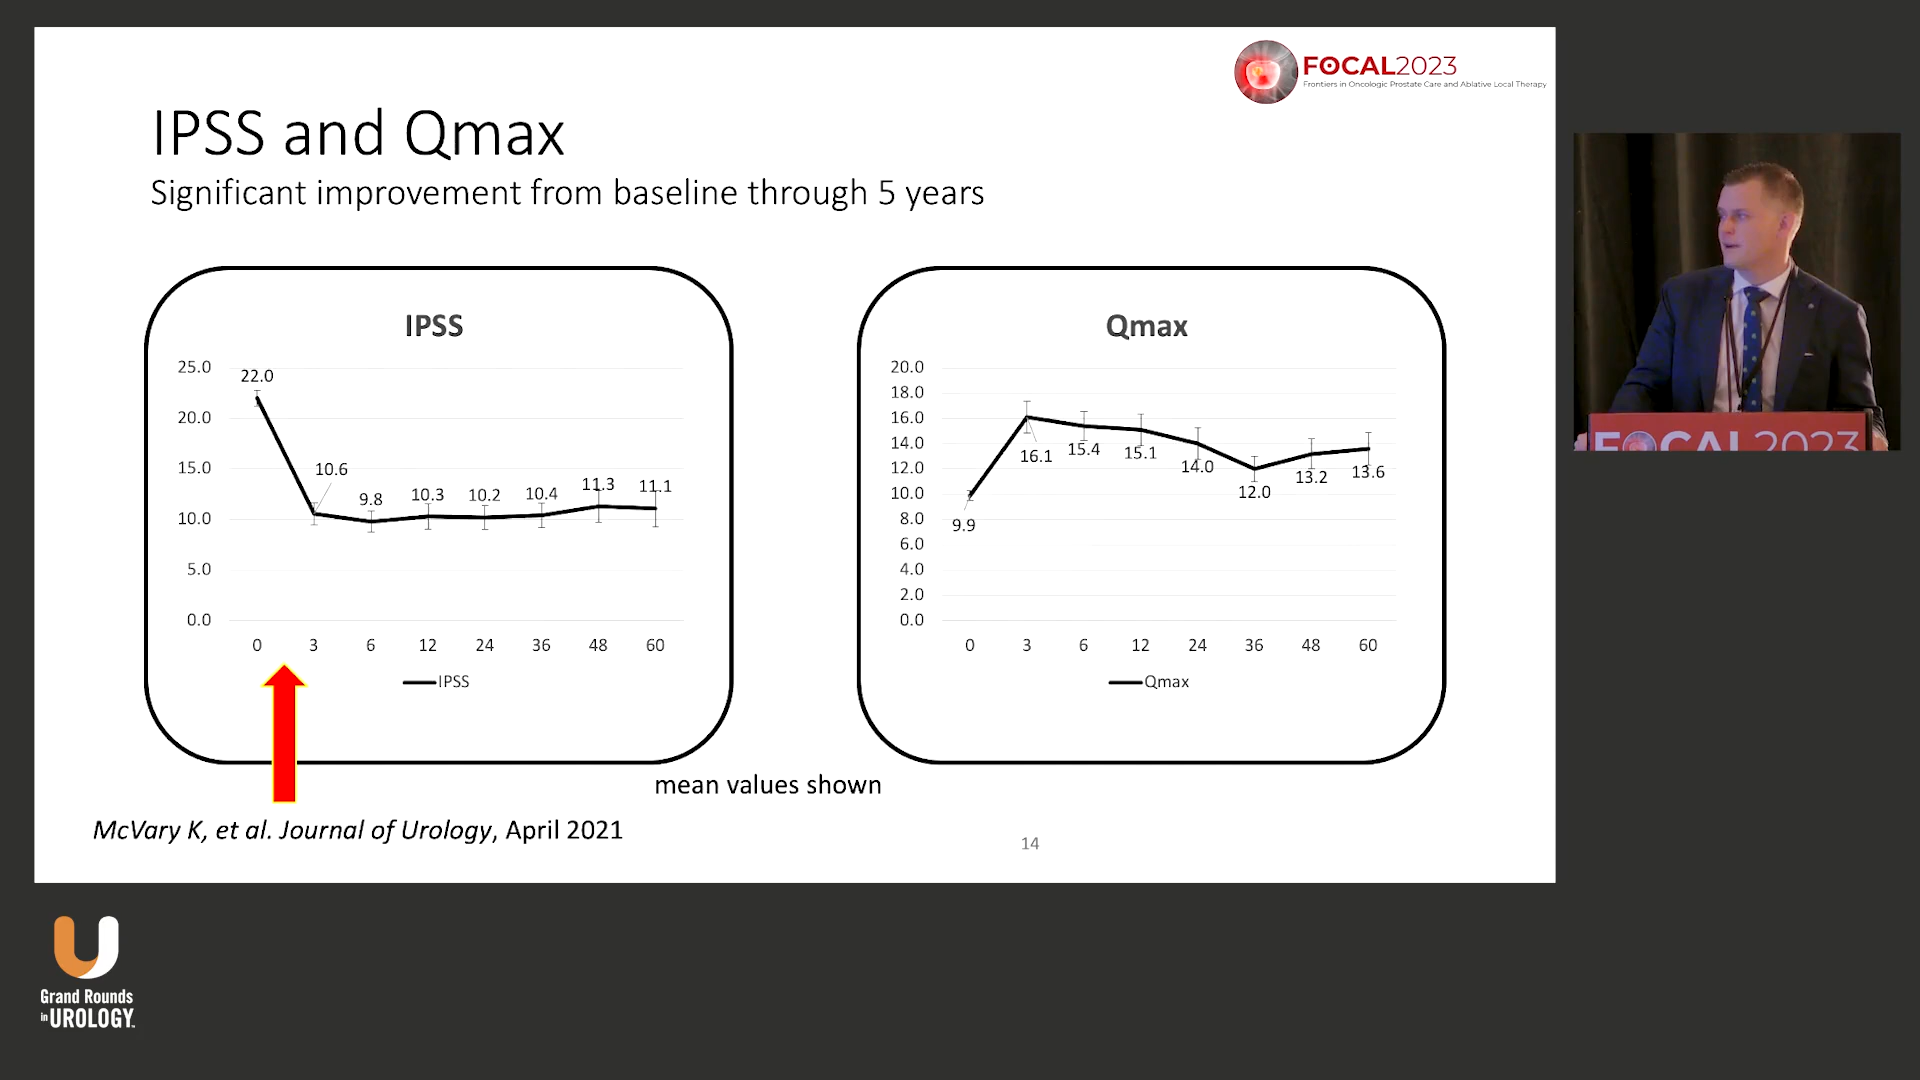 FOCAL2023
Frontiers in Oncologic Prostate Care and Ablative Local Therapy
IPSS and Qmax
Significant improvement from baseline through 5 years
IPSS
25.0
20.0
15.0
10.0
5.0
0.0
22.0
10.6
9.8
10.3
10.2
10.4
11.3
11.1
0 3 6 12 24 36 48 60
IPSS
Qmax
20.0
18.0
16.0
14.0
12.0
10.0
8.0
6.0
4.0
2.0
0.0
9.9
16.1
15.4
15.1
14.0
12.0
13.2
13.6
0 3 6 12 24 36 48 60
Qmax
mean values shown
McVary K, et al. Journal of Urology, April 2021
14
FOCAL 2023
Grand Rounds
in UROLOGY